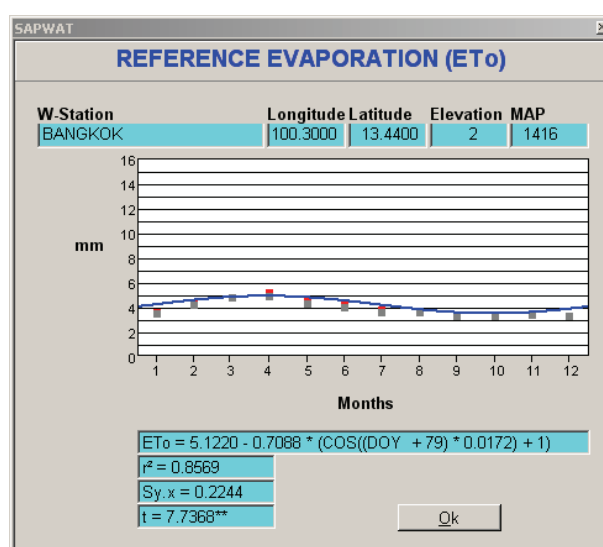 SAPWAT
REFERENCE EVAPORATION (ETo)
W-Station Longitude Latitude Elevation MAP
BANGKOK 100.3000 13.4400 2 1416
16
14
12
10
mm
8
6
4
2
0
1 2 3 4 5 6 7 8 9 10 11 12
Months
ETo = 5.1220 - 0.7088 * (COS((DOY + 79) * 0.0172) + 1)
r² = 0.8569
Sy.x = 0.2244
t = 7.7368**
Ok